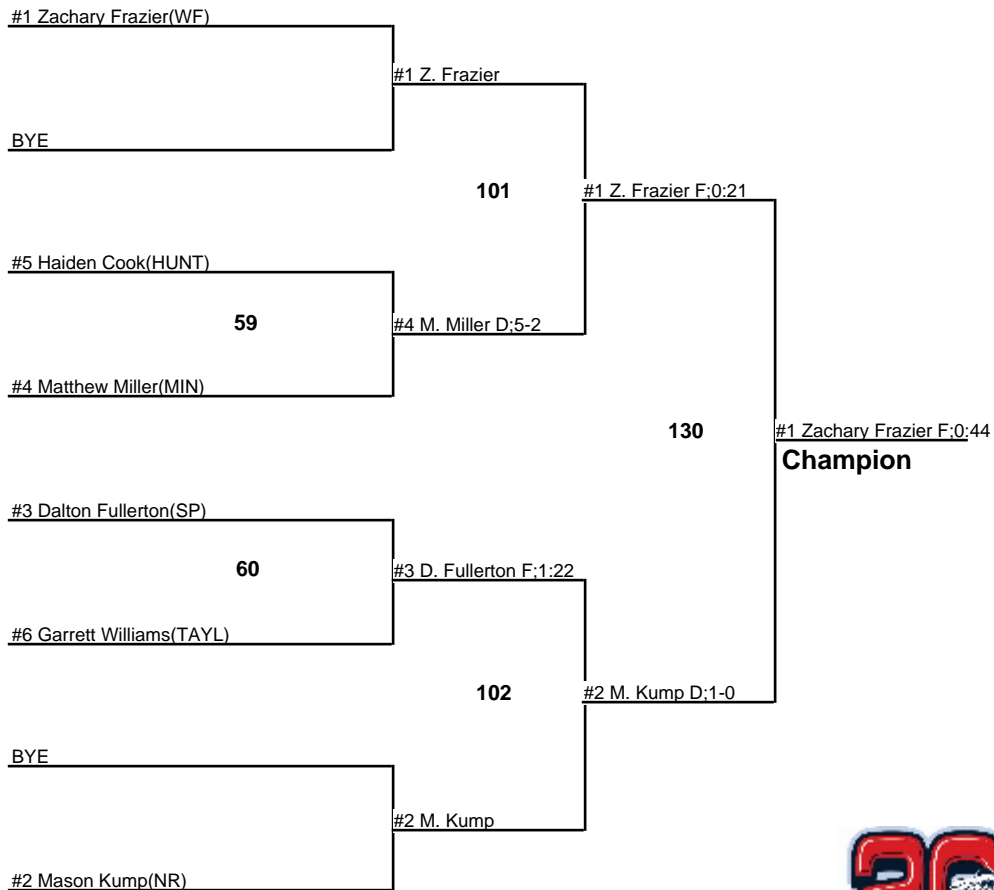 #1 Zachary Frazier(WF)
#1 Z. Frazier
BYE
101
#1 Z. Frazier F;0:21
#5 Haiden Cook(HUNT)
59
#4 M. Miller D;5-2
#4 Matthew Miller(MIN)
130
#1 Zachary Frazier F;0:44
Champion
#3 Dalton Fullerton(SP)
60
#3 D. Fullerton F;1:22
#6 Garrett Williams(TAYL)
102
#2 M. Kump D;1-0
BYE
#2 M. Kump
#2 Mason Kump(NR)